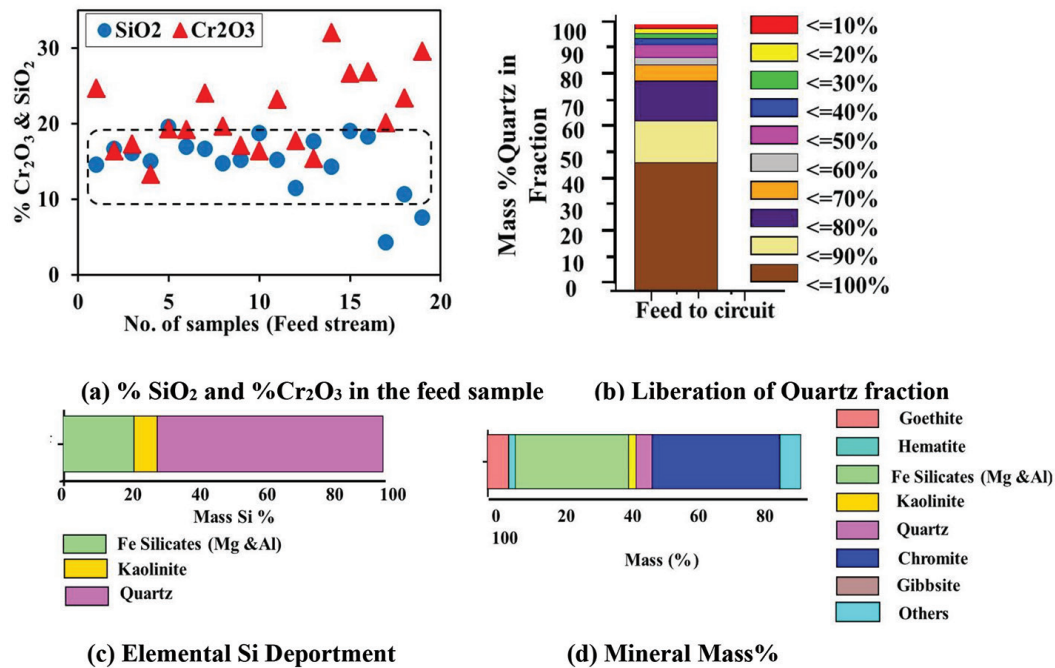 SiO2 Cr2O3
% Cr2O3 & SiO2
30
20
10
0
0 5 10 15 20
No. of samples (Feed stream)
(a) % SiO₂ and %Cr₂O₃ in the feed sample
Mass %Quartz in
Fraction
100
80
60
50
40
30
20
10
0
Feed to circuit
<=10%
<=20%
<=30%
<=40%
<=50%
<=60%
<=70%
<=80%
<=90%
<=100%
(b) Liberation of Quartz fraction
0 20 40 60 80 100
Mass Si %
Fe Silicates (Mg &Al)
Kaolinite
Quartz
(c) Elemental Si Deportment
0 20 40 60 80
100
Mass (%)
Goethite
Hematite
Fe Silicates (Mg &Al)
Kaolinite
Quartz
Chromite
Gibbsite
Others
(d) Mineral Mass%